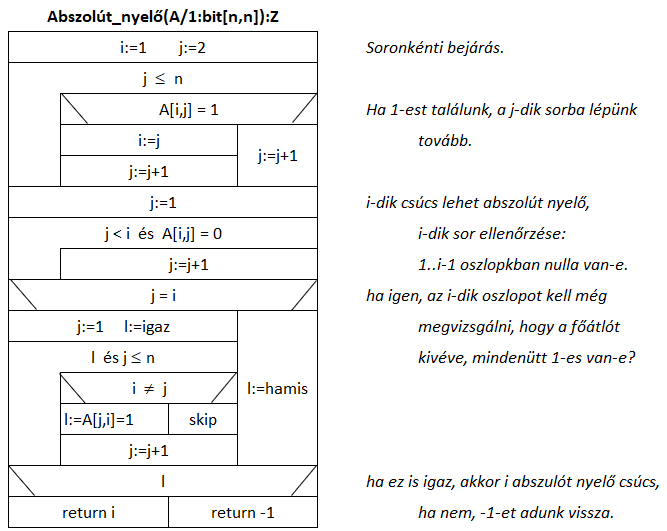 Abszolút_nyelő(A/1:bit[n,n]):Z
i:=1 j:=2
Soronkénti bejárás.
j ≤ n
A[i,j] = 1
Ha 1-est találunk, a j-dik sorba lépünk
i:=j
tovább.
j:=j+1
j:=j+1
j:=1
i-dik csúcs lehet abszolút nyelő,
j < i és A[i,j] = 0
i-dik sor ellenőrzése:
j:=j+1
1..i-1 oszlopkban nulla van-e.
j = i
ha igen, az i-dik oszlopot kell még
j:=1 l:=igaz
megvizsgálni, hogy a főátlót
l és j ≤ n
kivéve, mindenütt 1-es van-e?
i ≠ j
l:=hamis
l:=A[j,i]=1
skip
j:=j+1
l
ha ez is igaz, akkor i abszulót nyelő csúcs,
return i
return -1
ha nem, -1-et adunk vissza.